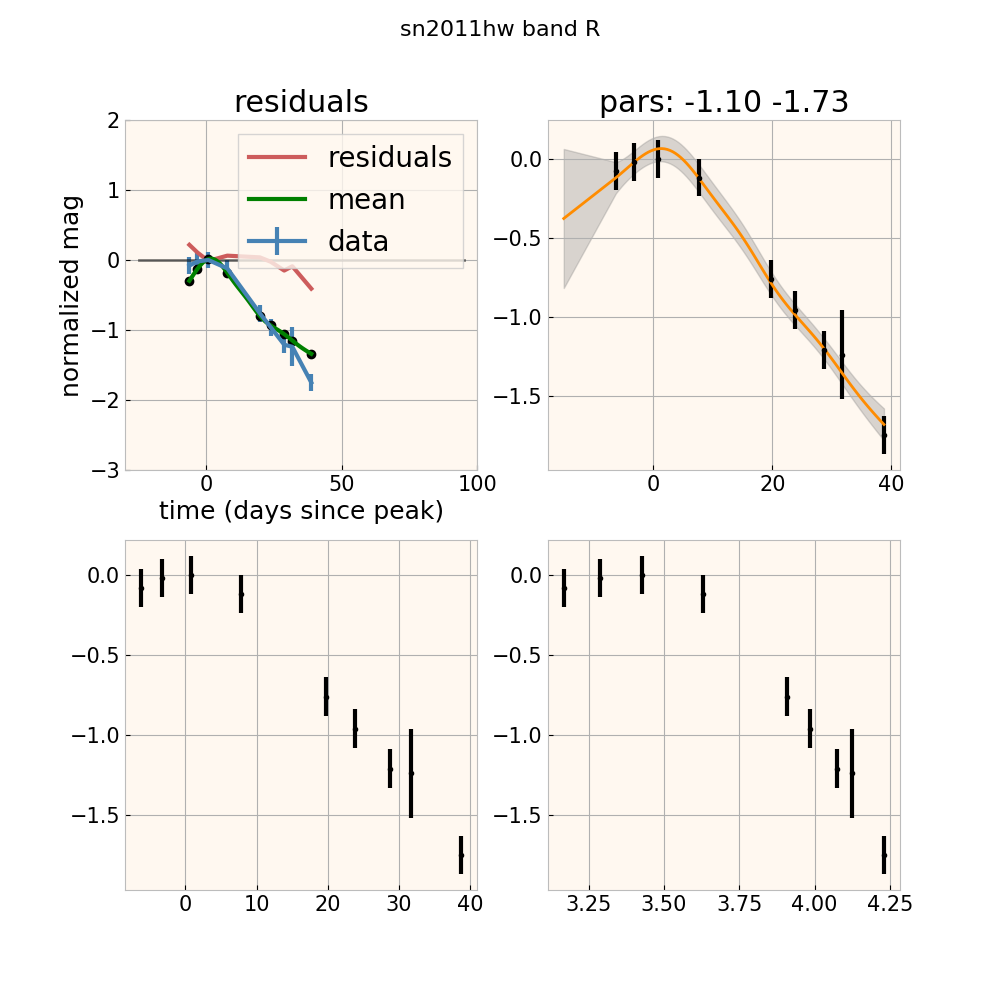 sn2011hw band R
residuals
pars: -1.10 -1.73
normalized mag
2
1
0
−1
−2
−3
residuals
mean
data
0 50 100
time (days since peak)
0.0
−0.5
−1.0
−1.5
0 20 40
0.0
−0.5
−1.0
−1.5
0 10 20 30 40
0.0
−0.5
−1.0
−1.5
3.25 3.50 3.75 4.00 4.25